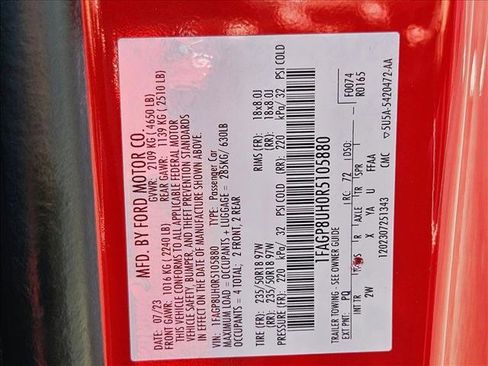 MFD. BY FORD MOTOR CO.
DATE: 07/23 GVWR: 2109 KG (4650 LB)
FRONT GAWR: 1016 KG (2240LB) REAR GAWR: 1139 KG (2510 LB)
THIS VEHICLE CONFORMS TO ALL APPLICABLE FEDERAL MOTOR
VEHICLE SAFETY, BUMPER, AND THEFT PREVENTION STANDARDS
IN EFFECT ON THE DATE OF MANUFACTURE SHOWN ABOVE.
VIN: 1FAGP8UH0R5105880 TYPE: Passenger Car
MAXIMUM LOAD = OCCUPANTS + LUGGAGE = 285KG/ 630LB
OCCUPANTS = 4 TOTAL; 2 FRONT, 2 REAR
TIRE (FR): 235/50R18 97W RIMS (FR): 18x8.0J
TIRE (RR): 235/50R18 97W (RR): 18x8.0J
PRESSURE (FR): 220 kPa/ 32 PSI COLD (RR): 220 kPa/ 32 PSI COLD
1FAGP8UH0R5105880
TRAILER TOWING - SEE OWNER GUIDE
F0074
EXT PNT: PQ RC: 72 DSO: R0165
INT TR R AXLE TR SPR
2W X YA U FFAA
1202307251343 CMC 5U5A-5420472-AA